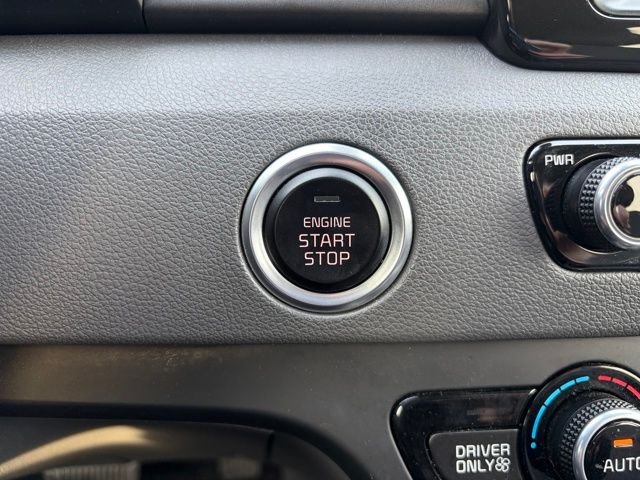 PWR
ENGINE
START
STOP
DRIVER
ONLY
AUTO